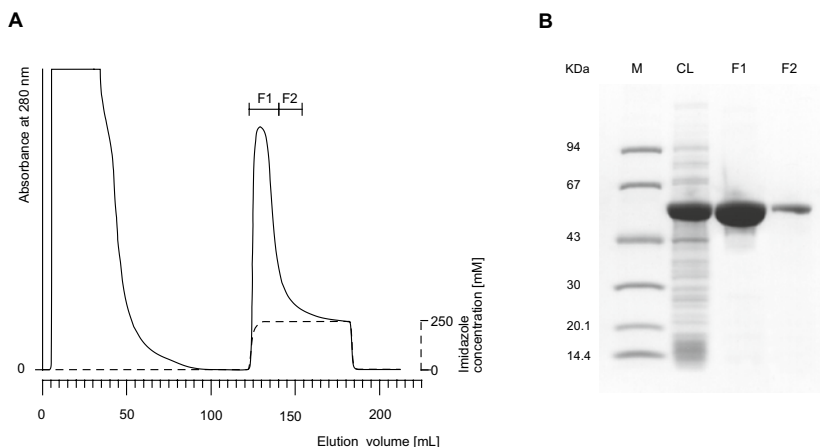 A
Absorbance at 280 nm
0
F1 F2
250
0
Imidazole
concentration [mM]
0 50 100 150 200
Elution volume [mL]
B
KDa M CL F1 F2
94
67
43
30
20.1
14.4